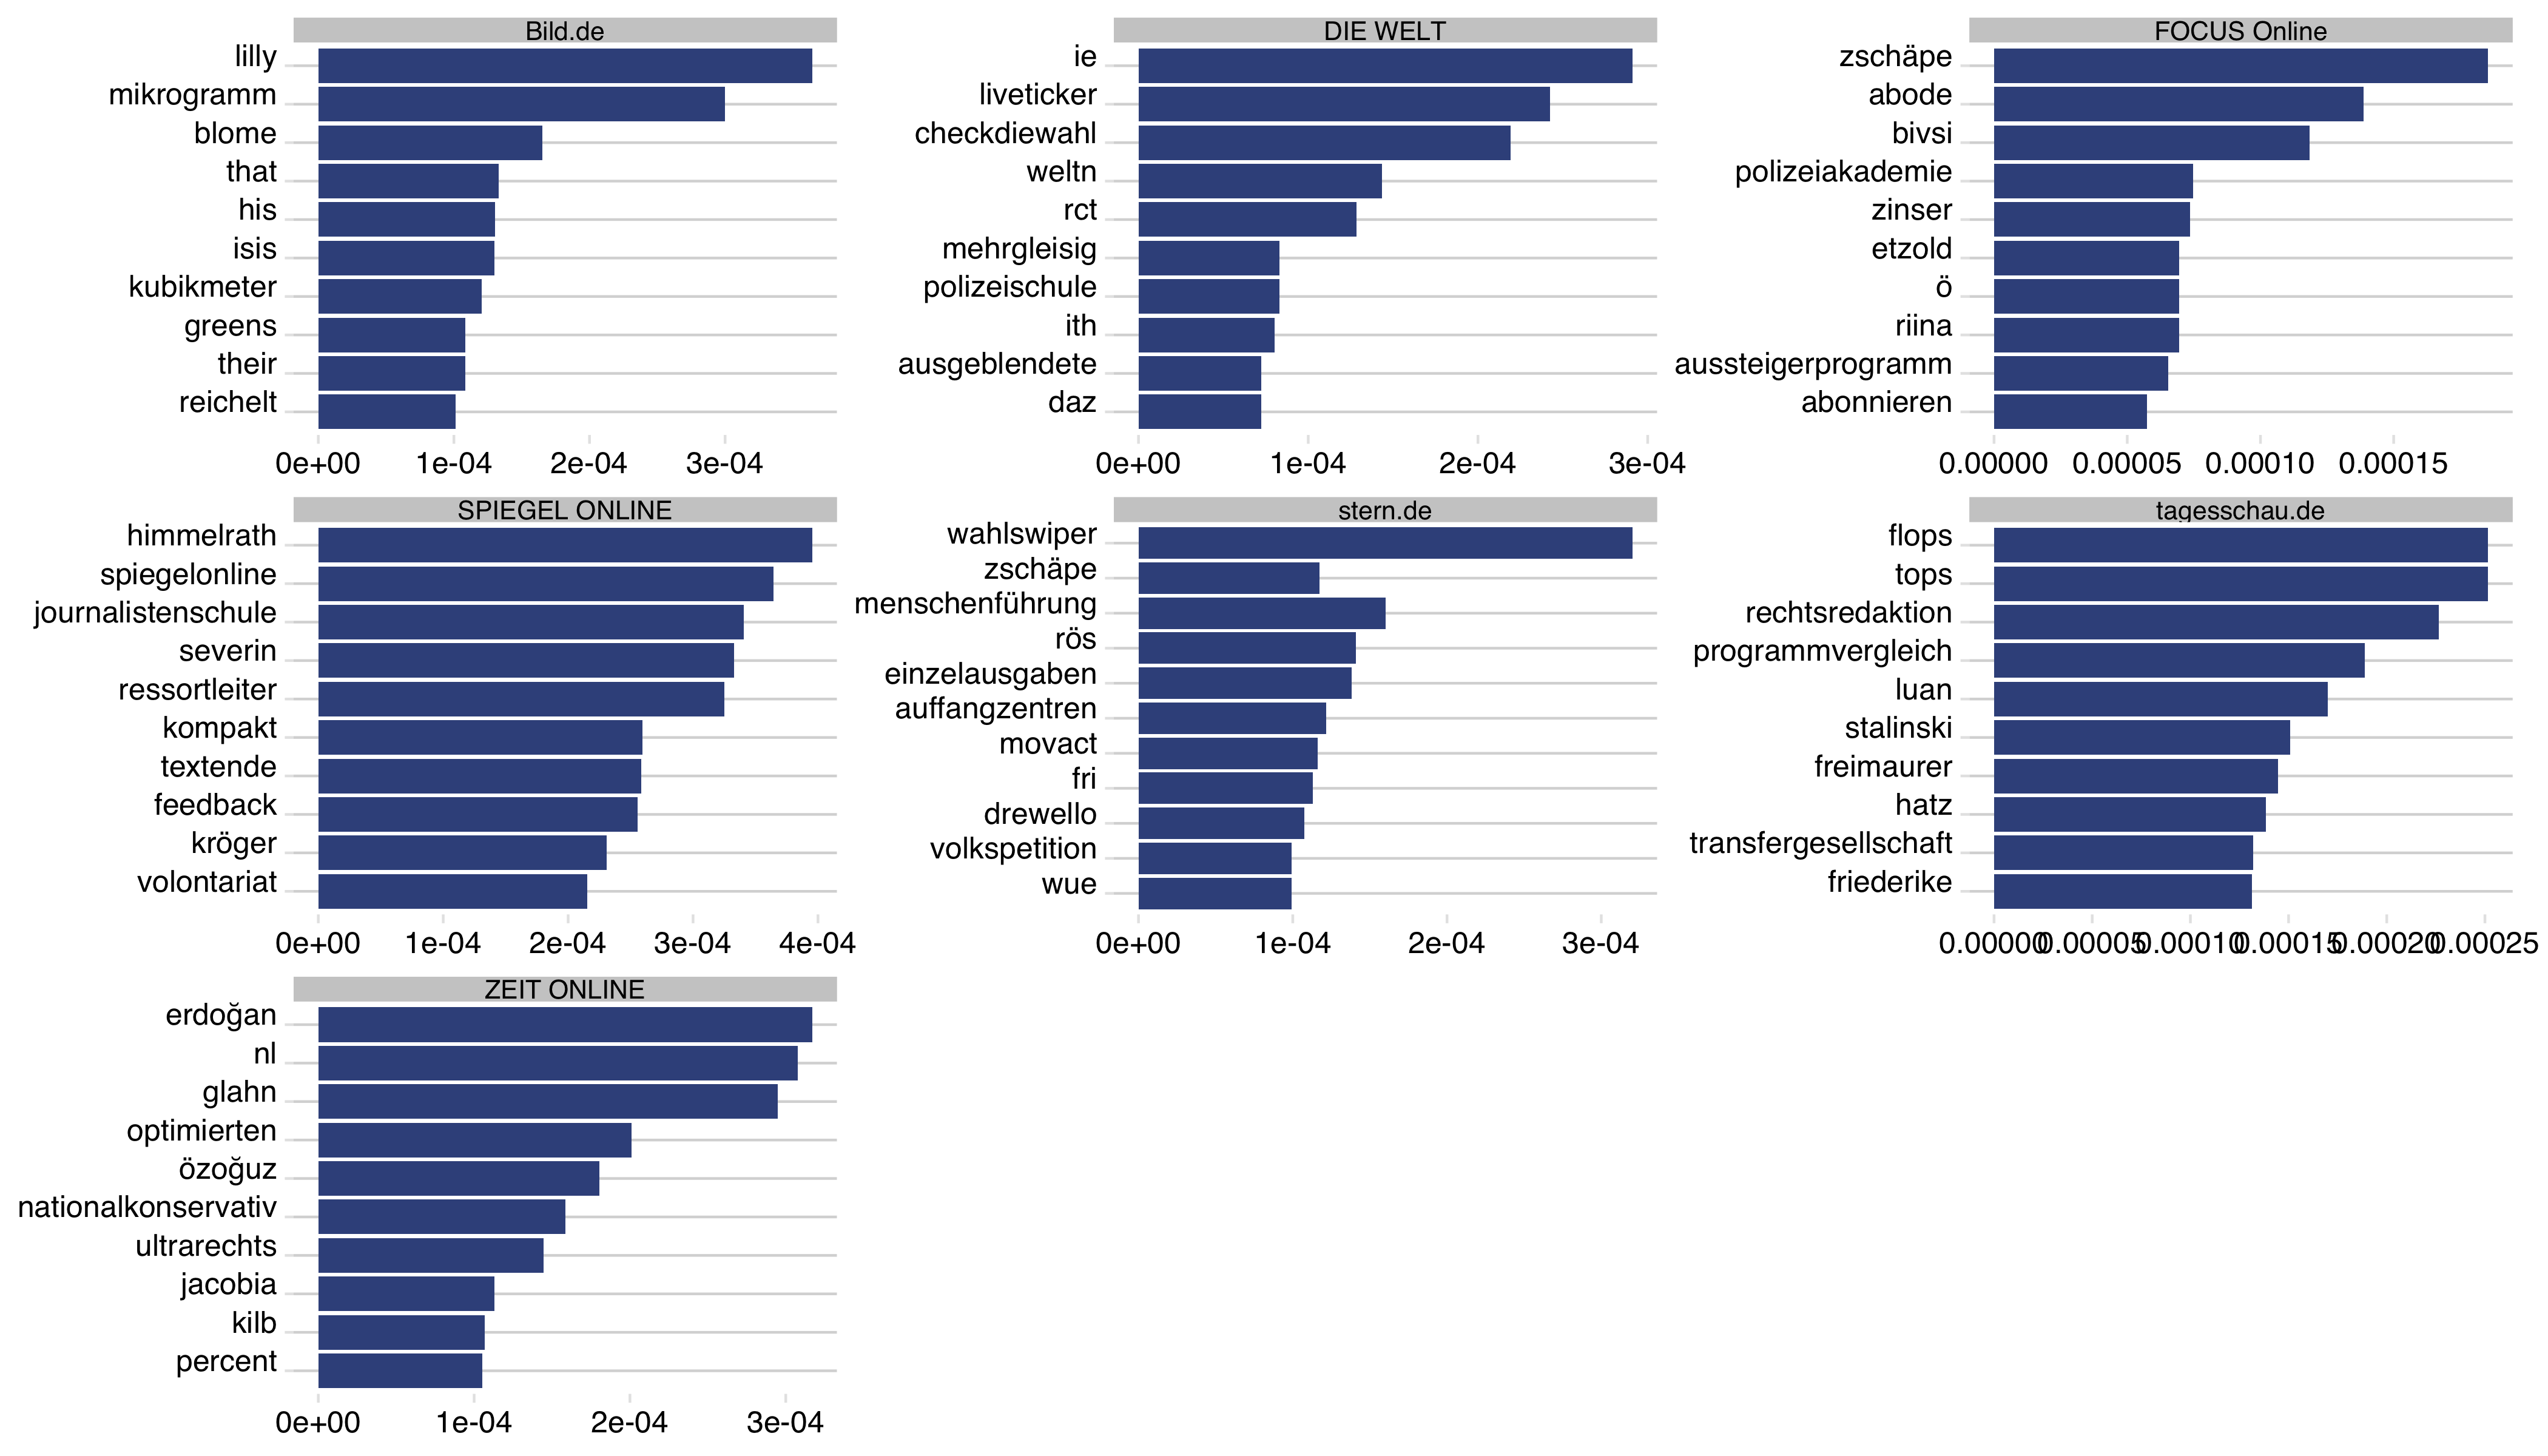 Bild.de
lilly
mikrogramm
blome
that
his
isis
kubikmeter
greens
their
reichelt
0e+00 1e-04 2e-04 3e-04
DIE WELT
ie
liveticker
checkdiewahl
weltn
rct
mehrgleisig
polizeischule
ith
ausgeblendete
daz
0e+00 1e-04 2e-04 3e-04
FOCUS Online
zschäpe
abode
bivsi
polizeiakademie
zinser
etzold
ö
riina
aussteigerprogramm
abonnieren
0.00000 0.00005 0.00010 0.00015
SPIEGEL ONLINE
himmelrath
spiegelonline
journalistenschule
severin
ressortleiter
kompakt
textende
feedback
kröger
volontariat
0e+00 1e-04 2e-04 3e-04 4e-04
stern.de
wahlswiper
zschäpe
menschenführung
rös
einzelausgaben
auffangzentren
movact
fri
drewello
volkspetition
wue
0e+00 1e-04 2e-04 3e-04
tagesschau.de
flops
tops
rechtsredaktion
programmvergleich
luan
stalinski
freimaurer
hatz
transfergesellschaft
friederike
0.00000 0.00005 0.00010 0.00015 0.00020 0.00025
ZEIT ONLINE
erdoğan
nl
glahn
optimierten
özoğuz
nationalkonservativ
ultrarechts
jacobia
kilb
percent
0e+00 1e-04 2e-04 3e-04